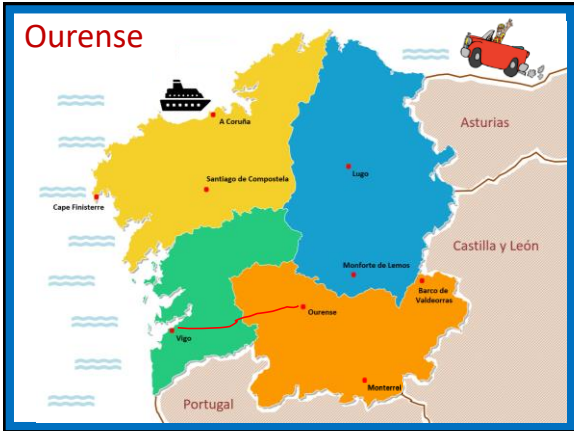 Ourense
A Coruña
Asturias
Lugo
Santiago de Compostela
Cape Finisterre
Castilla y León
Monforte de Lemos
Barco de
Valdeorras
Ourense
Vigo
Monterrei
Portugal